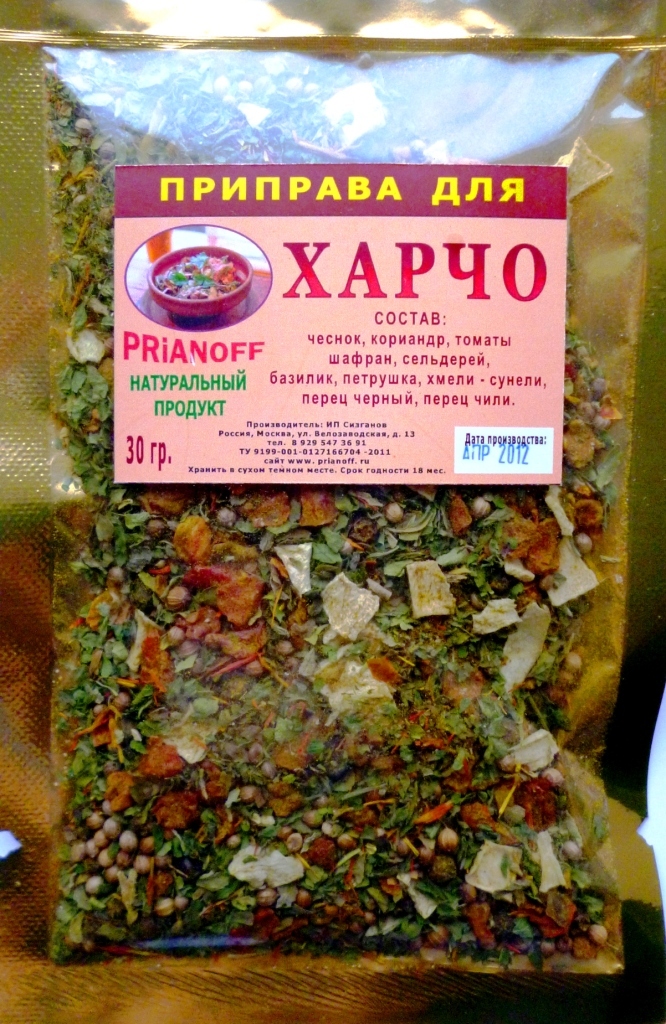 ПРИПРАВА ДЛЯ
ХАРЧО
СОСТАВ:
чеснок, кориандр, томаты
шафран, сельдерей,
базилик, петрушка, хмели - сунели,
перец черный, перец чили.
PRiANOFF
НАТУРАЛЬНЫЙ
ПРОДУКТ
30 гр.
Производитель: ИП Сизганов
Россия, Москва, ул. Велозаводская, д. 13
тел. 8 929 547 36 91
ТУ 9199-001-0127166704 -2011
сайт www. prianoff. ru
Хранить в сухом темном месте. Срок годности 18 мес.
Дата производства:
АПР 2012